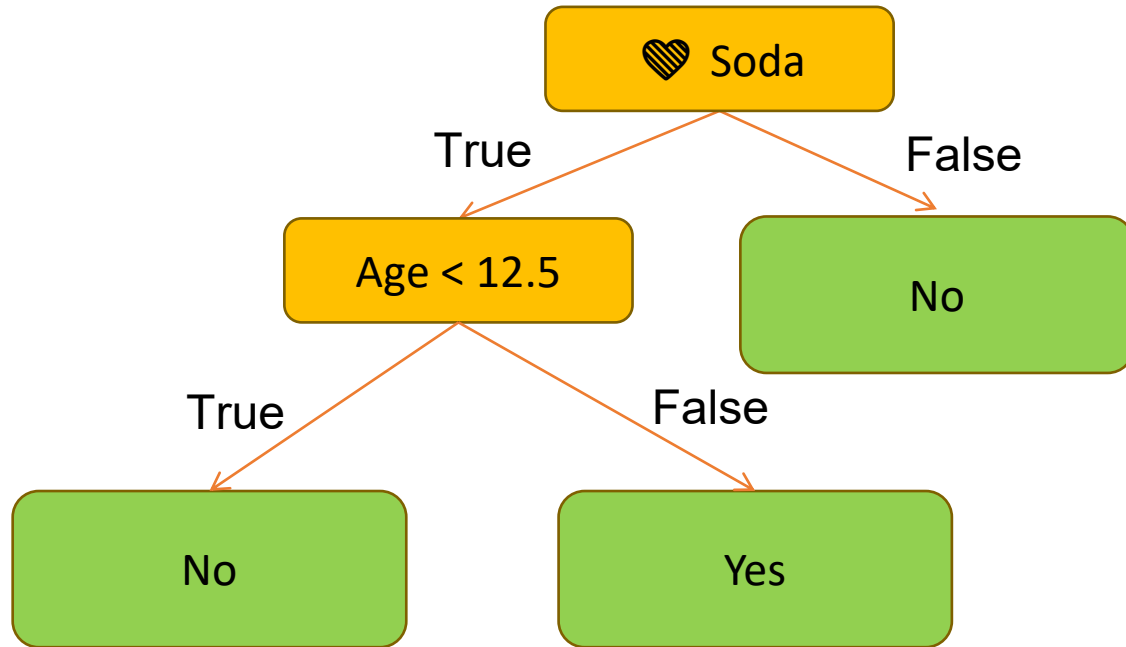 Soda
True
False
Age < 12.5
No
True
False
No
Yes